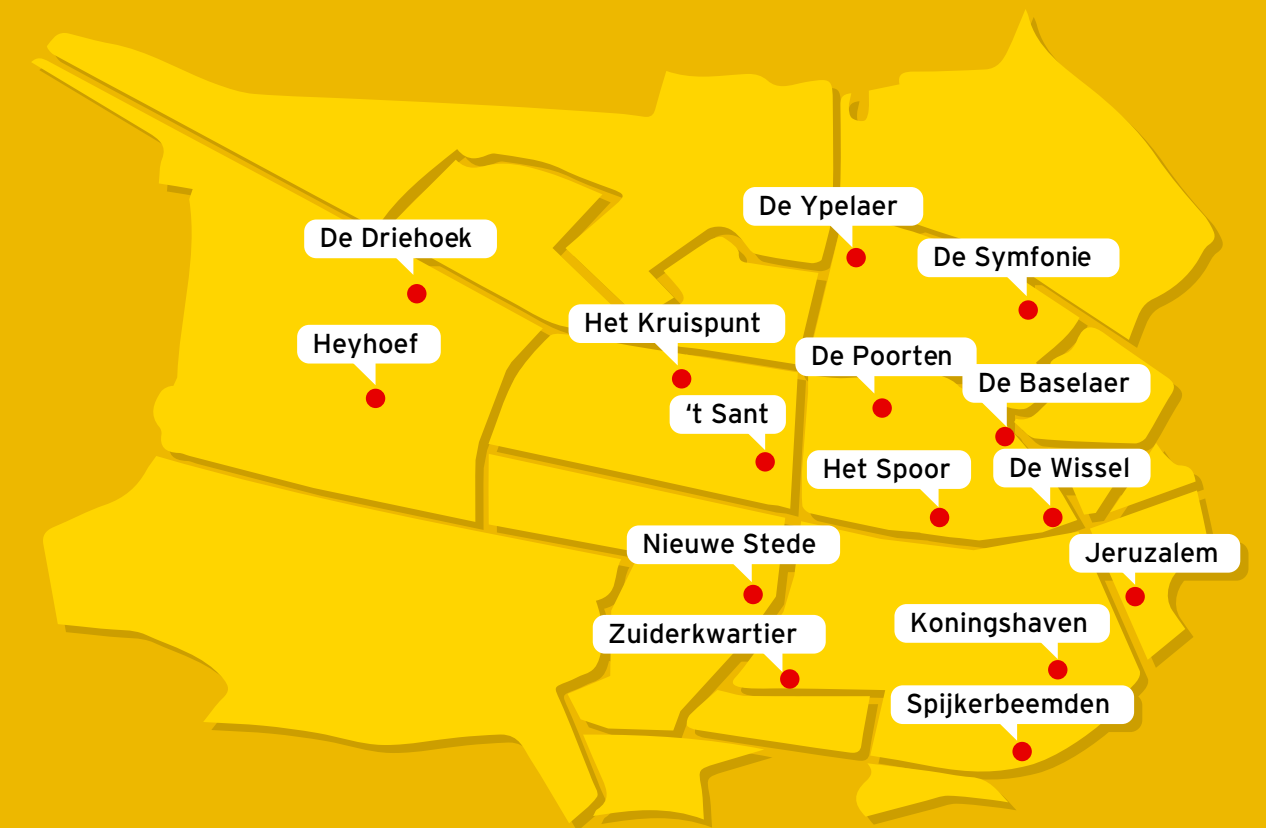 De Ypelaer
De Driehoek
De Symfonie
Het Kruispunt
Heyhoef
De Poorten
De Baselaer
‘t Sant
Het Spoor
De Wissel
Nieuwe Stede
Jeruzalem
Koningshaven
Zuiderkwartier
Spijkerbeemden